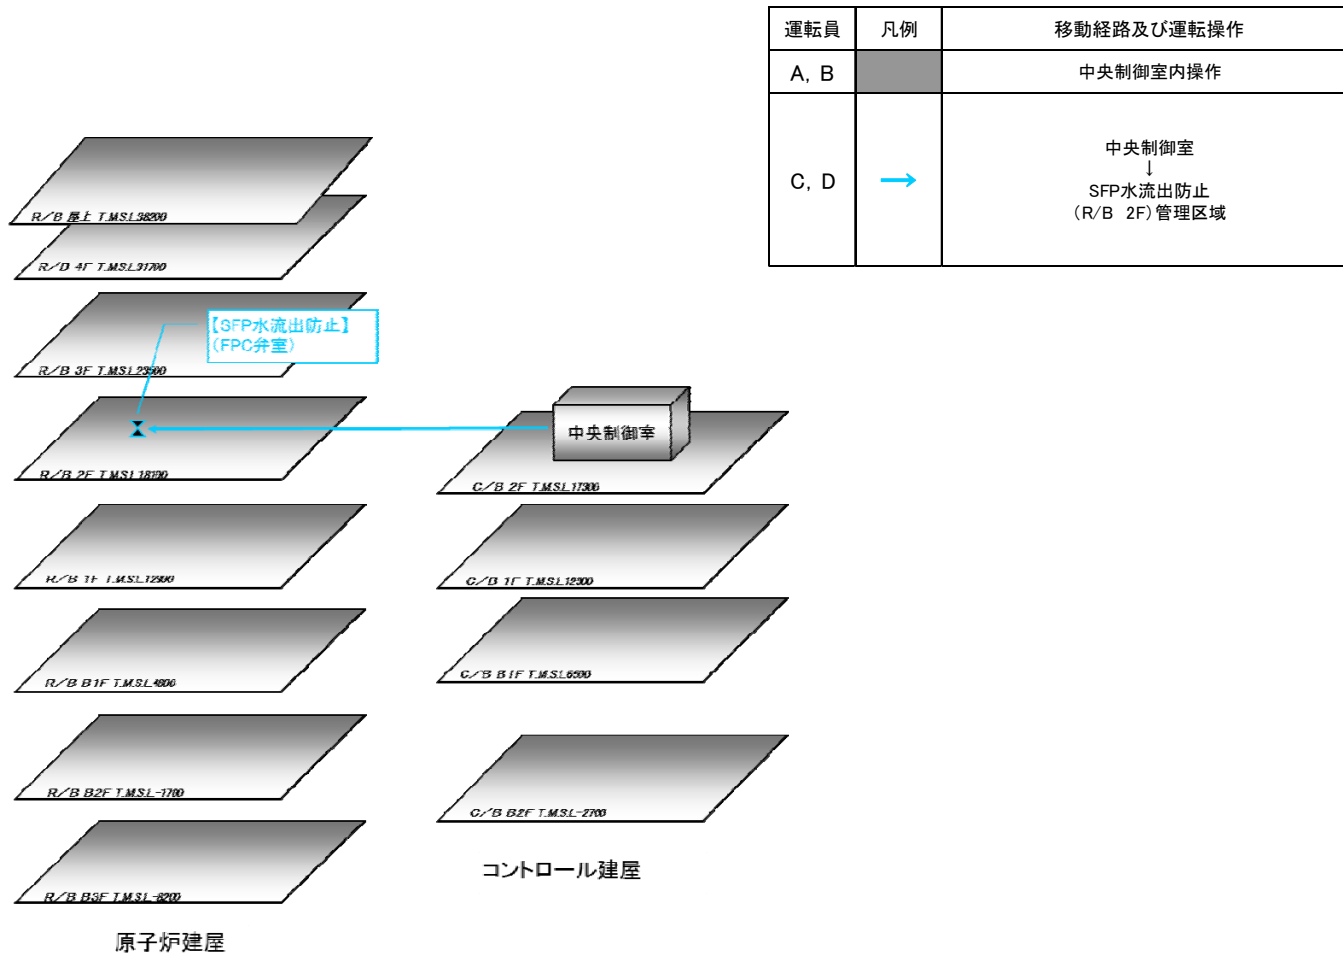 運転員 凡例 移動経路及び運転操作
A, B 中央制御室内操作
C, D → 中央制御室
↓
SFP水流出防止
(R/B 2F)管理区域
R/B 屋上 T.M.S.L.38200
R/B 4F T.M.S.L.31700
【SFP水流出防止】
(FPC弁室)
R/B 3F T.M.S.L.23500
中央制御室
R/B 2F T.M.S.L.18100
C/B 2F T.M.S.L.17300
R/B 1F T.M.S.L.12300
C/B 1F T.M.S.L.12300
R/B B1F T.M.S.L.4800
C/B B1F T.M.S.L.6500
R/B B2F T.M.S.L.-1700
C/B B2F T.M.S.L.-2700
R/B B3F T.M.S.L.-8200
コントロール建屋
原子炉建屋